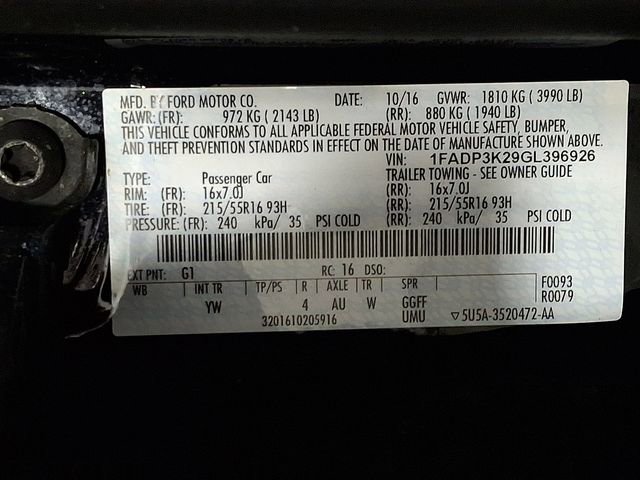 MFD. BY FORD MOTOR CO. DATE: 10/16 GVWR: 1810 KG ( 3990 LB)
GAWR: (FR): 972 KG ( 2143 LB) (RR): 880 KG ( 1940 LB)
THIS VEHICLE CONFORMS TO ALL APPLICABLE FEDERAL MOTOR VEHICLE SAFETY, BUMPER,
AND THEFT PREVENTION STANDARDS IN EFFECT ON THE DATE OF MANUFACTURE SHOWN ABOVE.
VIN: 1FADP3K29GL396926
TYPE: Passenger Car TRAILER TOWING - SEE OWNER GUIDE
RIM: (FR): 16x7.0J (RR): 16x7.0J
TIRE: (FR): 215/55R16 93H (RR): 215/55R16 93H
PRESSURE: (FR): 240 kPa/ 35 PSI COLD (RR): 240 kPa/ 35 PSI COLD
EXT PNT: G1 RC: 16 DSO:
WB INT TR TP/PS R AXLE TR SPR F0093
YW 4 AU W GGFF R0079
3201610205916 UMU ▽5U5A-3520472-AA